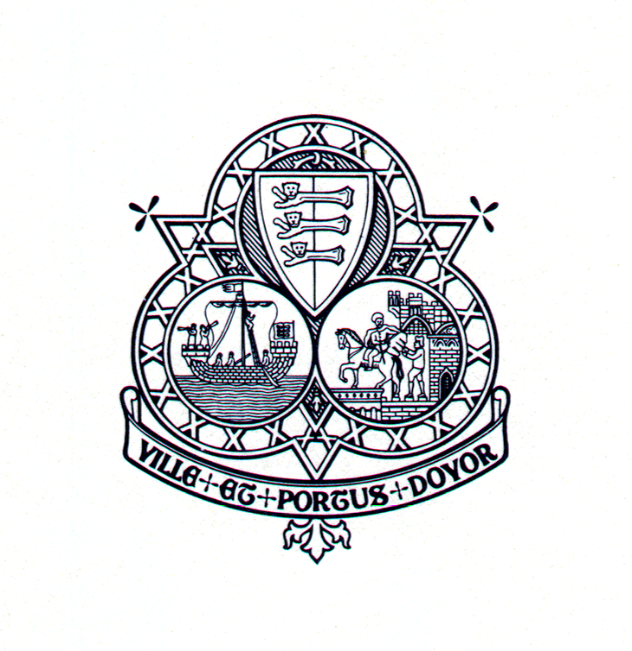 VILLE + ET + PORTUS + DOVOR